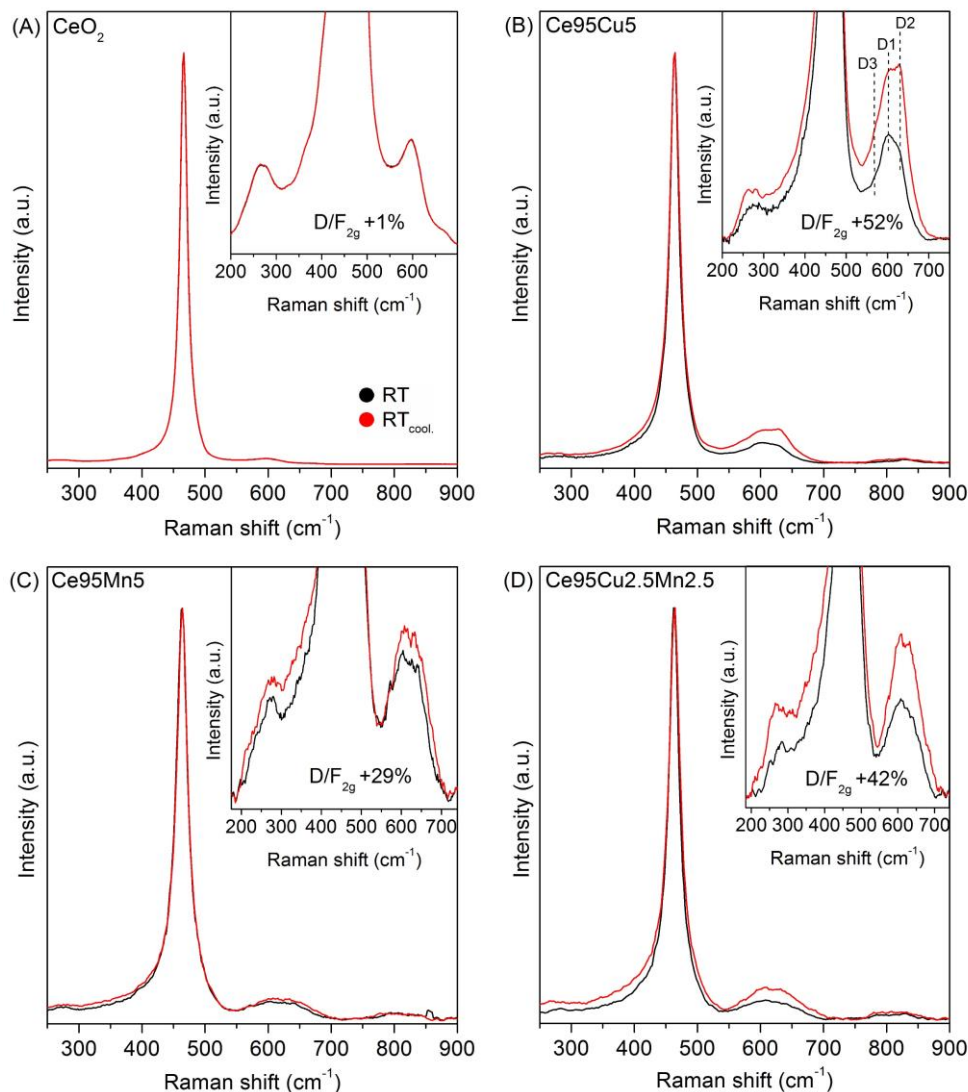 (A) CeO₂
Intensity (a.u.)
Intensity (a.u.)
D/F₂g +1%
200 300 400 500 600
Raman shift (cm⁻¹)
RT
RTcool.
300 400 500 600 700 800 900
Raman shift (cm⁻¹)
(B) Ce95Cu5
Intensity (a.u.)
Intensity (a.u.)
D3
D1
D2
D/F₂g +52%
200 300 400 500 600 700
Raman shift (cm⁻¹)
300 400 500 600 700 800 900
Raman shift (cm⁻¹)
(C) Ce95Mn5
Intensity (a.u.)
Intensity (a.u.)
D/F₂g +29%
200 300 400 500 600 700
Raman shift (cm⁻¹)
300 400 500 600 700 800 900
Raman shift (cm⁻¹)
(D) Ce95Cu2.5Mn2.5
Intensity (a.u.)
Intensity (a.u.)
D/F₂g +42%
200 300 400 500 600 700
Raman shift (cm⁻¹)
300 400 500 600 700 800 900
Raman shift (cm⁻¹)